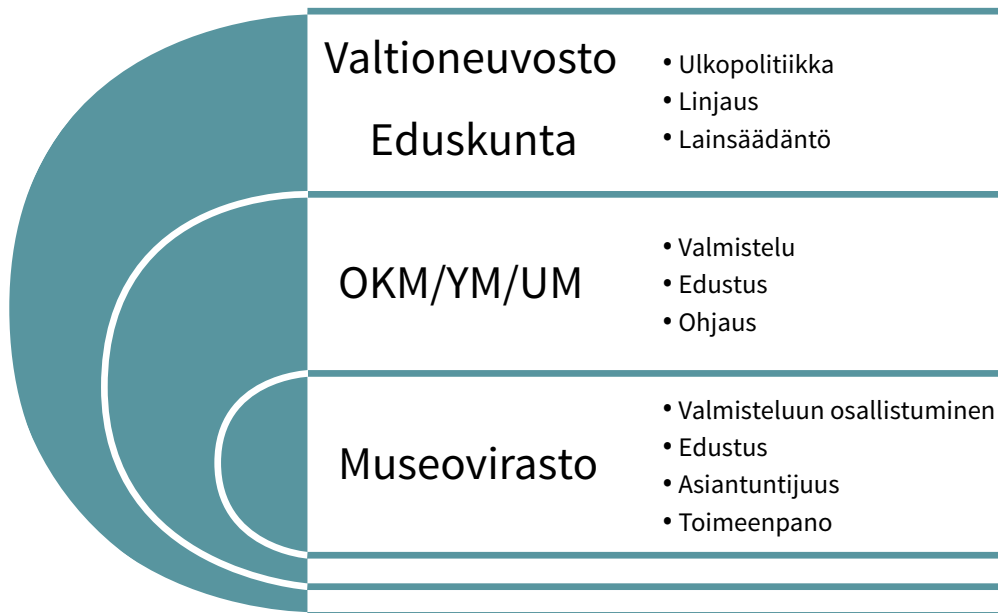 Valtioneuvosto
Eduskunta
• Ulkopolitiikka
• Linjaus
• Lainsäädäntö
OKM/YM/UM
• Valmistelu
• Edustus
• Ohjaus
Museovirasto
• Valmisteluun osallistuminen
• Edustus
• Asiantuntijuus
• Toimeenpano